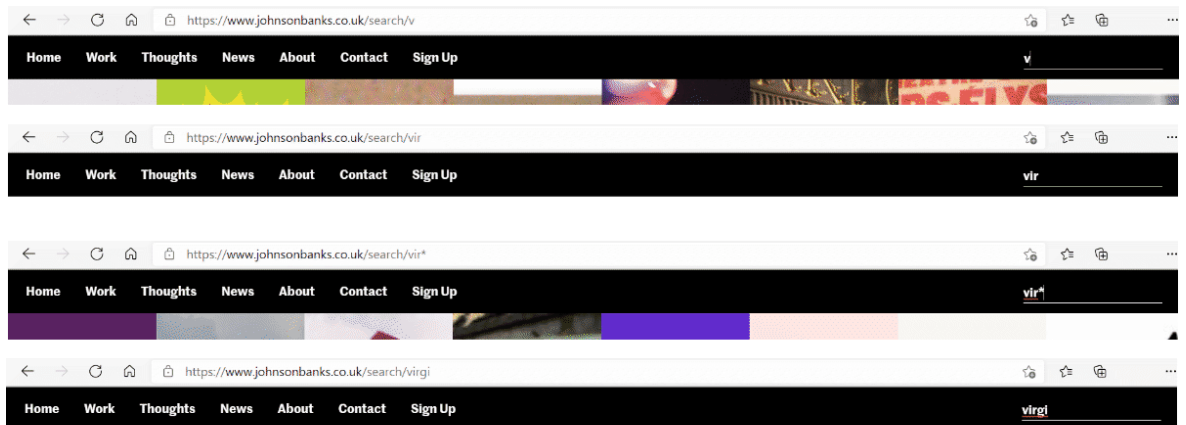 https://www.johnsonbanks.co.uk/search/v
Home Work Thoughts News About Contact Sign Up v
https://www.johnsonbanks.co.uk/search/vir
Home Work Thoughts News About Contact Sign Up vir
https://www.johnsonbanks.co.uk/search/vir*
Home Work Thoughts News About Contact Sign Up vir*
https://www.johnsonbanks.co.uk/search/virgi
Home Work Thoughts News About Contact Sign Up virgi